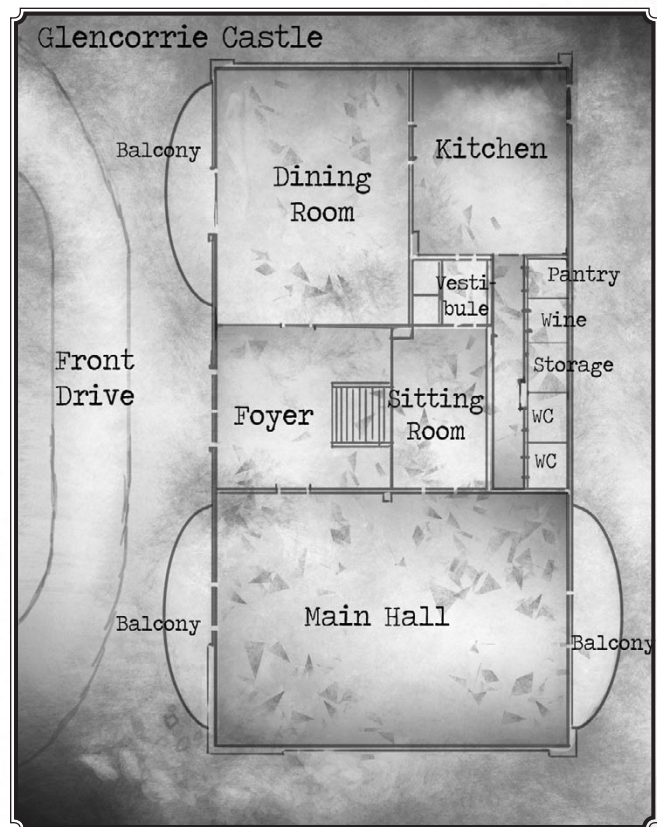 Glencorrie Castle
Balcony
Kitchen
Dining
Room
Vesti-
bule
Pantry
Wine
Front
Drive
Storage
Foyer
Sitting
Room
WC
WC
Main Hall
Balcony
Balcony